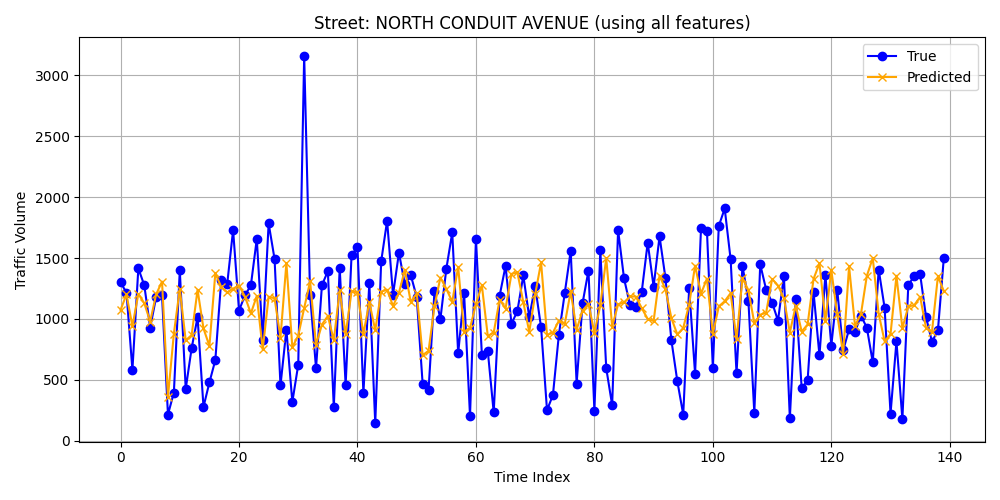 Street: NORTH CONDUIT AVENUE (using all features)
True
Predicted
Traffic Volume
3000
2500
2000
1500
1000
500
0
0 20 40 60 80 100 120 140
Time Index